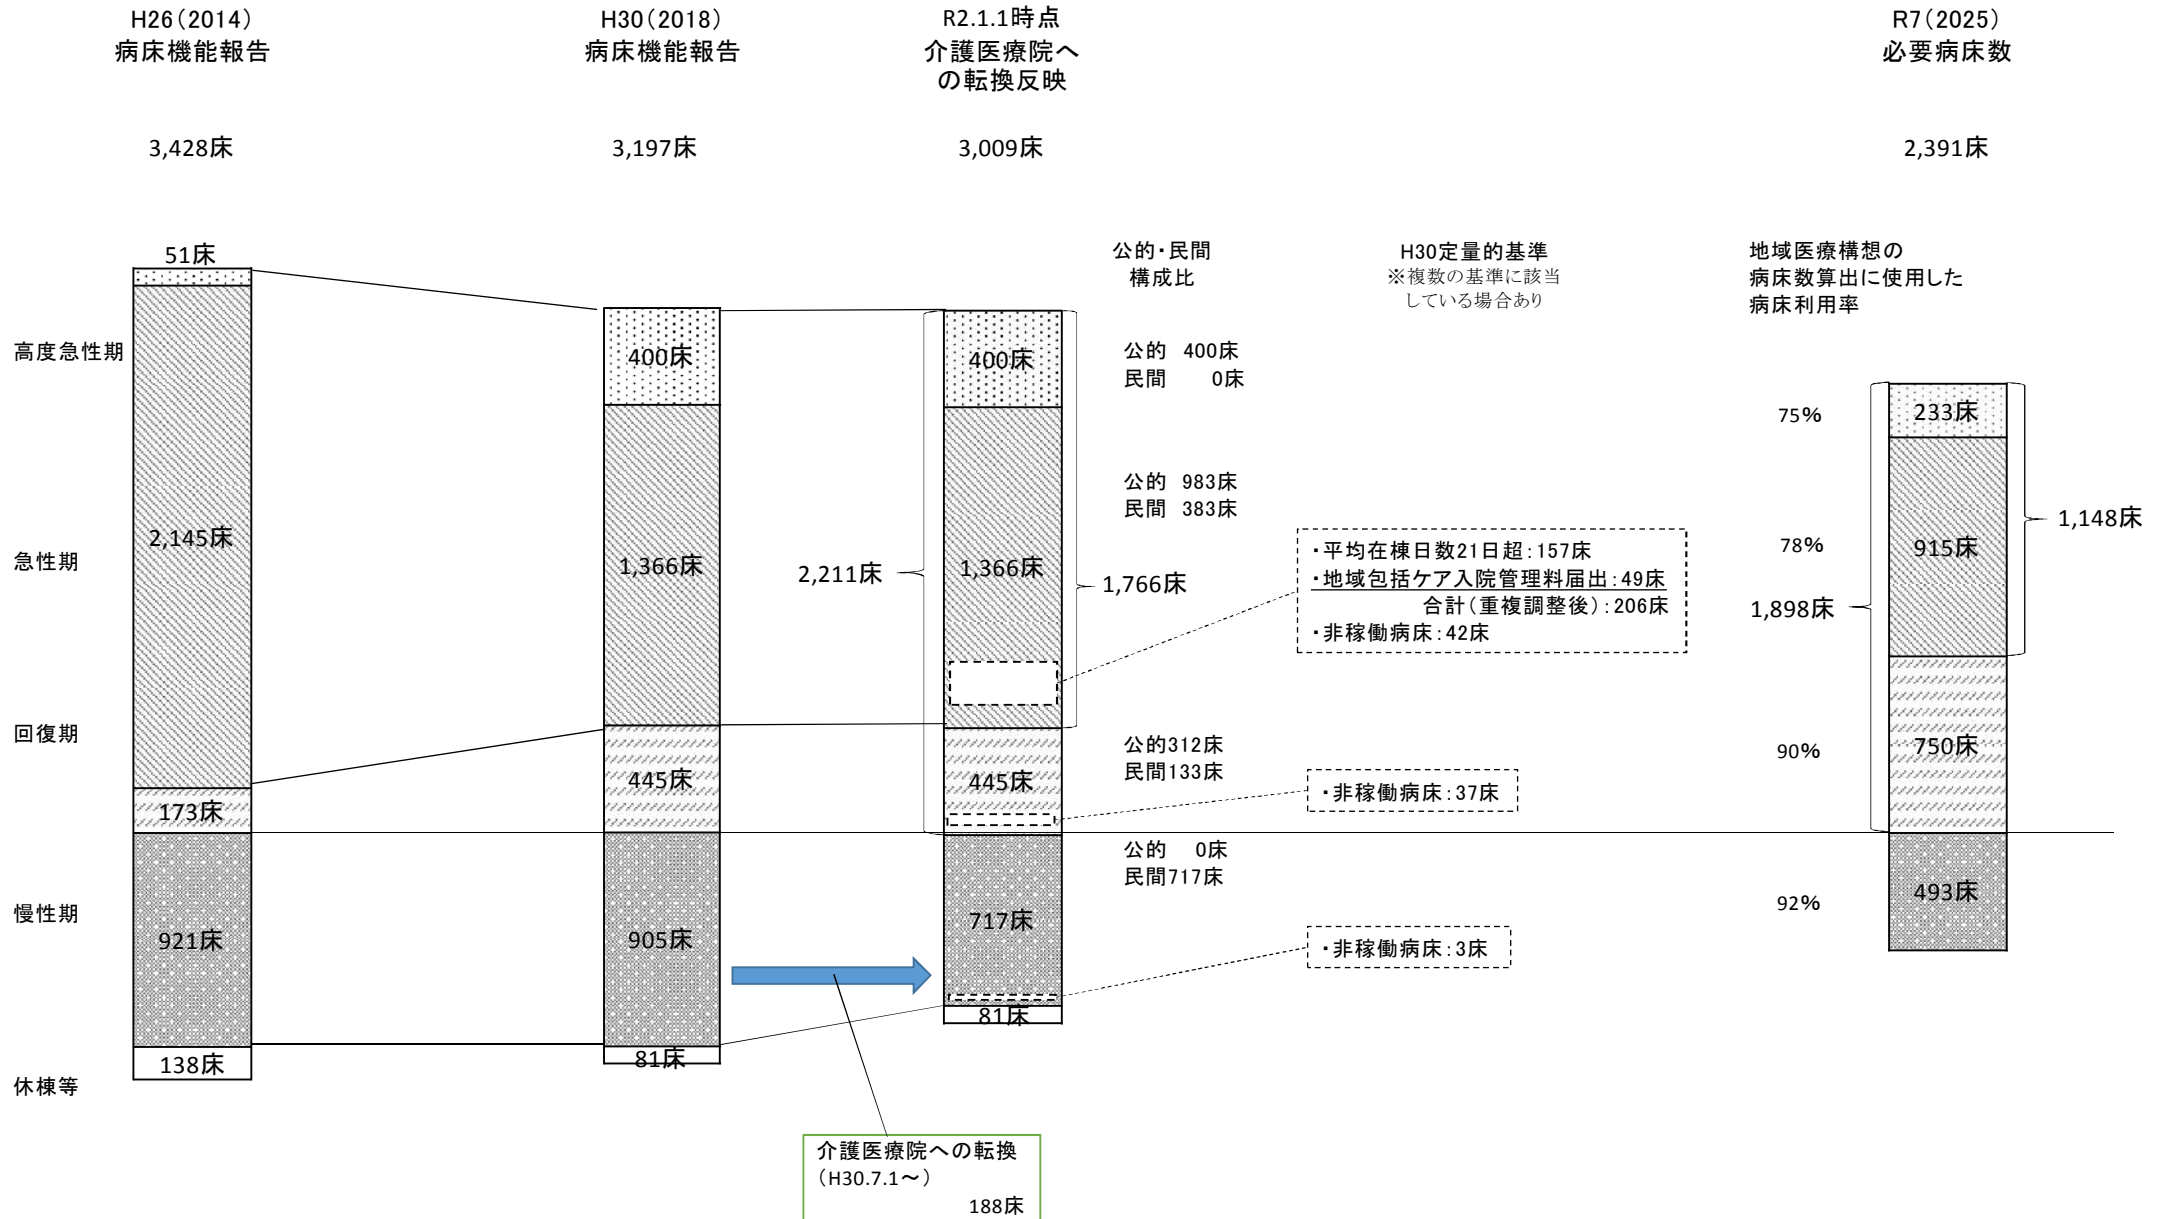 H26(2014)
病床機能報告
3,428床
H30(2018)
病床機能報告
3,197床
R2.1.1時点
介護医療院へ
の転換反映
3,009床
R7(2025)
必要病床数
2,391床
公的・民間
構成比
H30定量的基準
※複数の基準に該当
している場合あり
地域医療構想の
病床数算出に使用した
病床利用率
高度急性期
急性期
回復期
慢性期
休棟等
51床
2,145床
173床
921床
138床
400床
1,366床
445床
905床
81床
2,211床
400床
1,366床
445床
717床
81床
1,766床
公的 400床
民間 0床
公的 983床
民間 383床
公的312床
民間133床
公的 0床
民間717床
・平均在棟日数21日超:157床
・地域包括ケア入院管理料届出:49床
合計(重複調整後):206床
・非稼働病床:42床
・非稼働病床:37床
・非稼働病床:3床
75%
78%
90%
92%
1,898床
233床
915床
750床
493床
1,148床
介護医療院への転換
(H30.7.1~)
188床